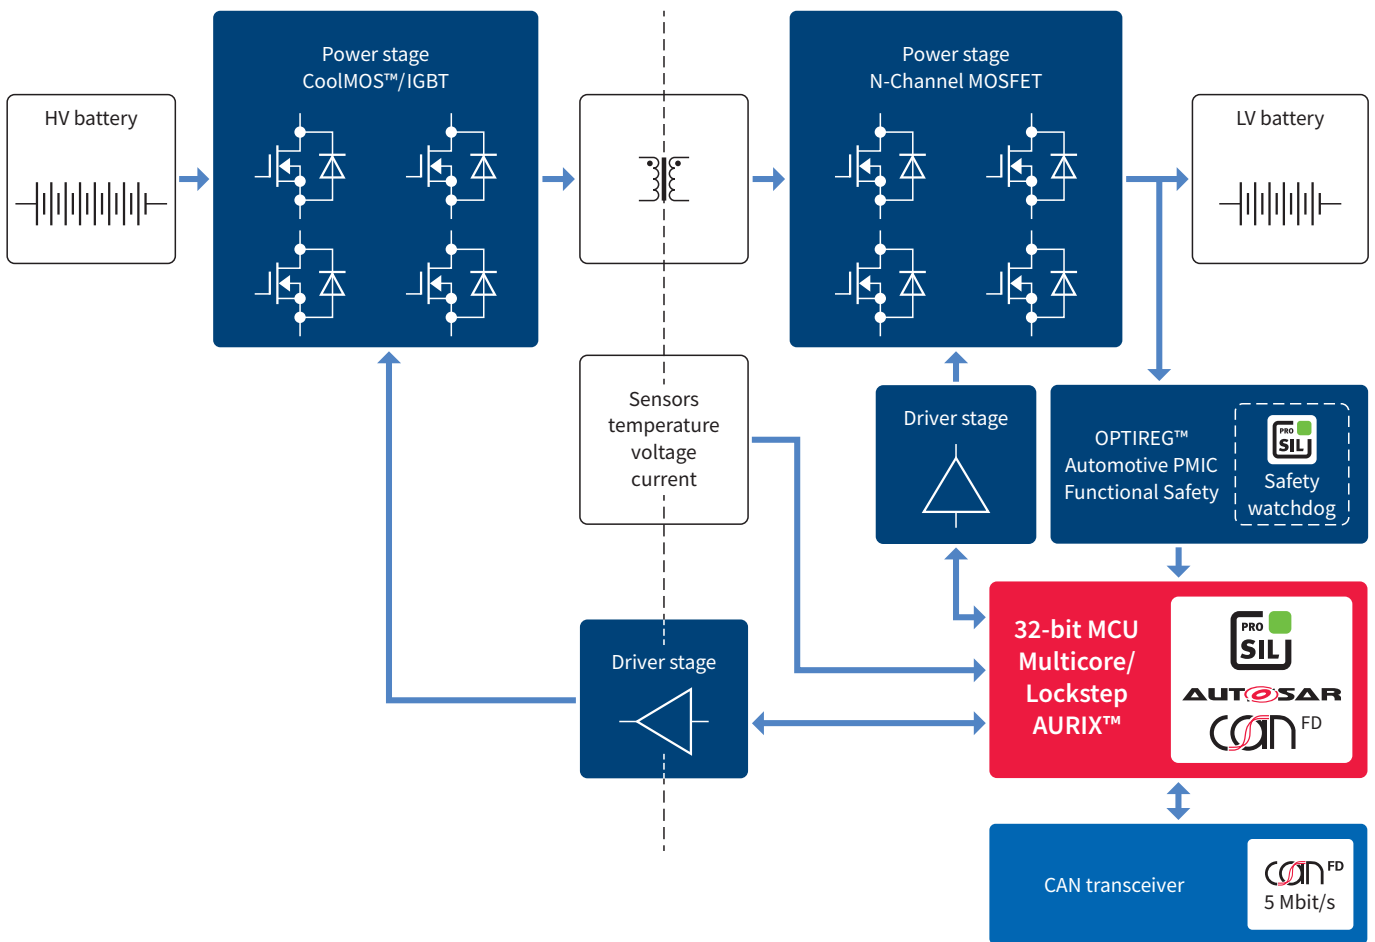 Power stage
CoolMOS™/IGBT
Power stage
N-Channel MOSFET
HV battery
LV battery
Sensors
temperature
voltage
current
Driver stage
OPTIREG™
Automotive PMIC
Functional Safety
PRO
SIL
Safety
watchdog
Driver stage
32-bit MCU
Multicore/
Lockstep
AURIX™
PRO
SIL
AUTOSAR
CAN FD
CAN transceiver
CAN FD
5 Mbit/s